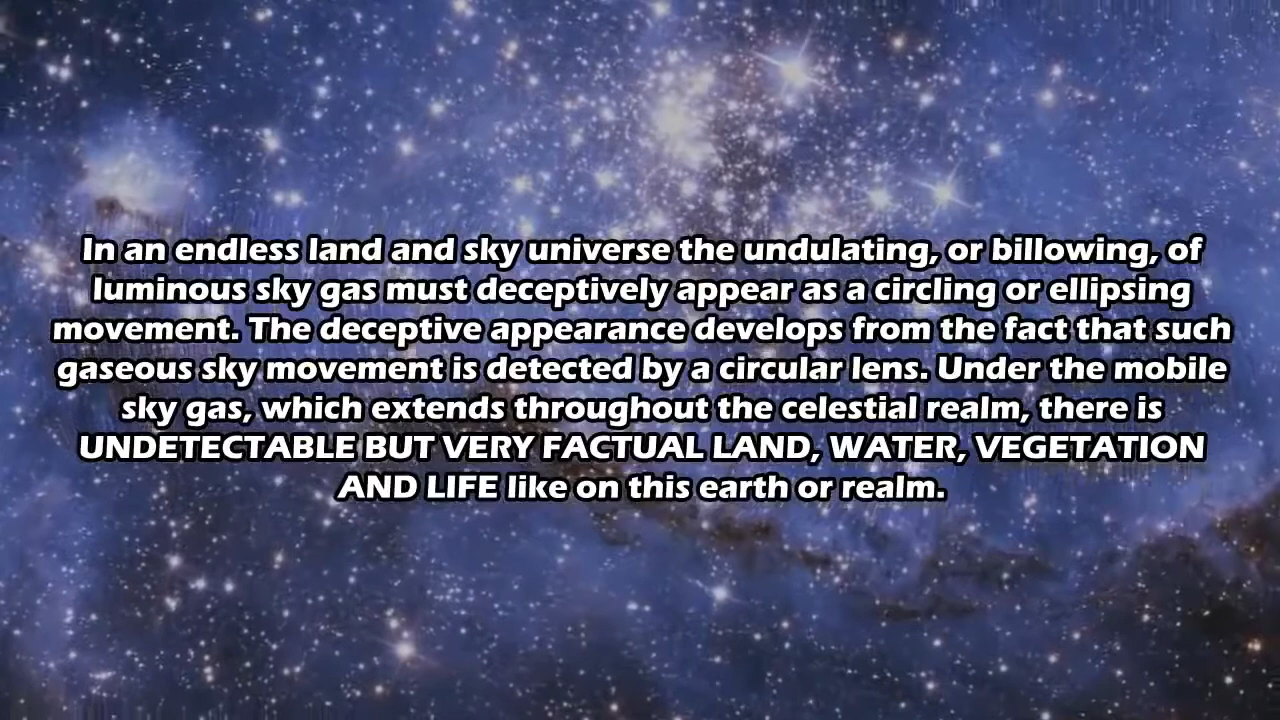 In an endless land and sky universe the undulating, or billowing, of
luminous sky gas must deceptively appear as a circling or ellipsing
movement. The deceptive appearance develops from the fact that such
gaseous sky movement is detected by a circular lens. Under the mobile
sky gas, which extends throughout the celestial realm, there is
UNDETECTABLE BUT VERY FACTUAL LAND, WATER, VEGETATION
AND LIFE like on this earth or realm.